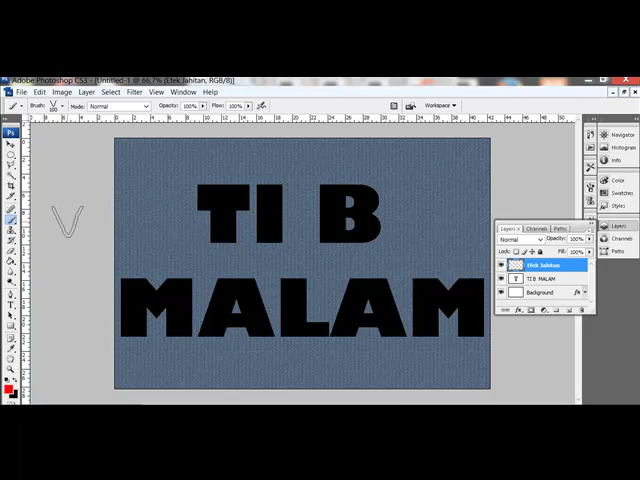 Adobe Photoshop CS3 - [Untitled-1 @ 66,7% (Efek Jahitan, RGB/8)]
File Edit Image Layer Select Filter View Window Help
Brush: 100 Mode: Normal Opacity: 100% Flow: 100% Workspace
TI B
MALAM
Navigator
Histogram
Info
Color
Swatches
Styles
Layers
Channels
Paths
Layers Channels Paths
Normal Opacity: 100%
Lock: Fill: 100%
Efek Jahitan
TI B MALAM
Background fx